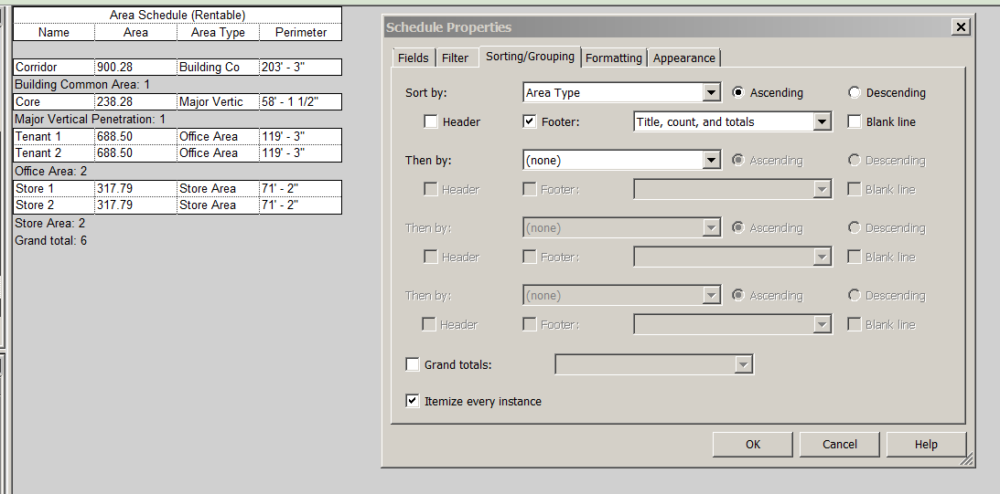 Area Schedule (Rentable)
Name Area Area Type Perimeter
Corridor 900.28 Building Co 203' - 3"
Building Common Area: 1
Core 238.28 Major Vertic 58' - 1 1/2"
Major Vertical Penetration: 1
Tenant 1 688.50 Office Area 119' - 3"
Tenant 2 688.50 Office Area 119' - 3"
Office Area: 2
Store 1 317.79 Store Area 71' - 2"
Store 2 317.79 Store Area 71' - 2"
Store Area: 2
Grand total: 6
Schedule Properties
Fields Filter Sorting/Grouping Formatting Appearance
Sort by: Area Type Ascending Descending
Header Footer: Title, count, and totals Blank line
Then by: (none) Ascending Descending
Header Footer: Blank line
Then by: (none) Ascending Descending
Header Footer: Blank line
Then by: (none) Ascending Descending
Header Footer: Blank line
Grand totals:
Itemize every instance
OK Cancel Help